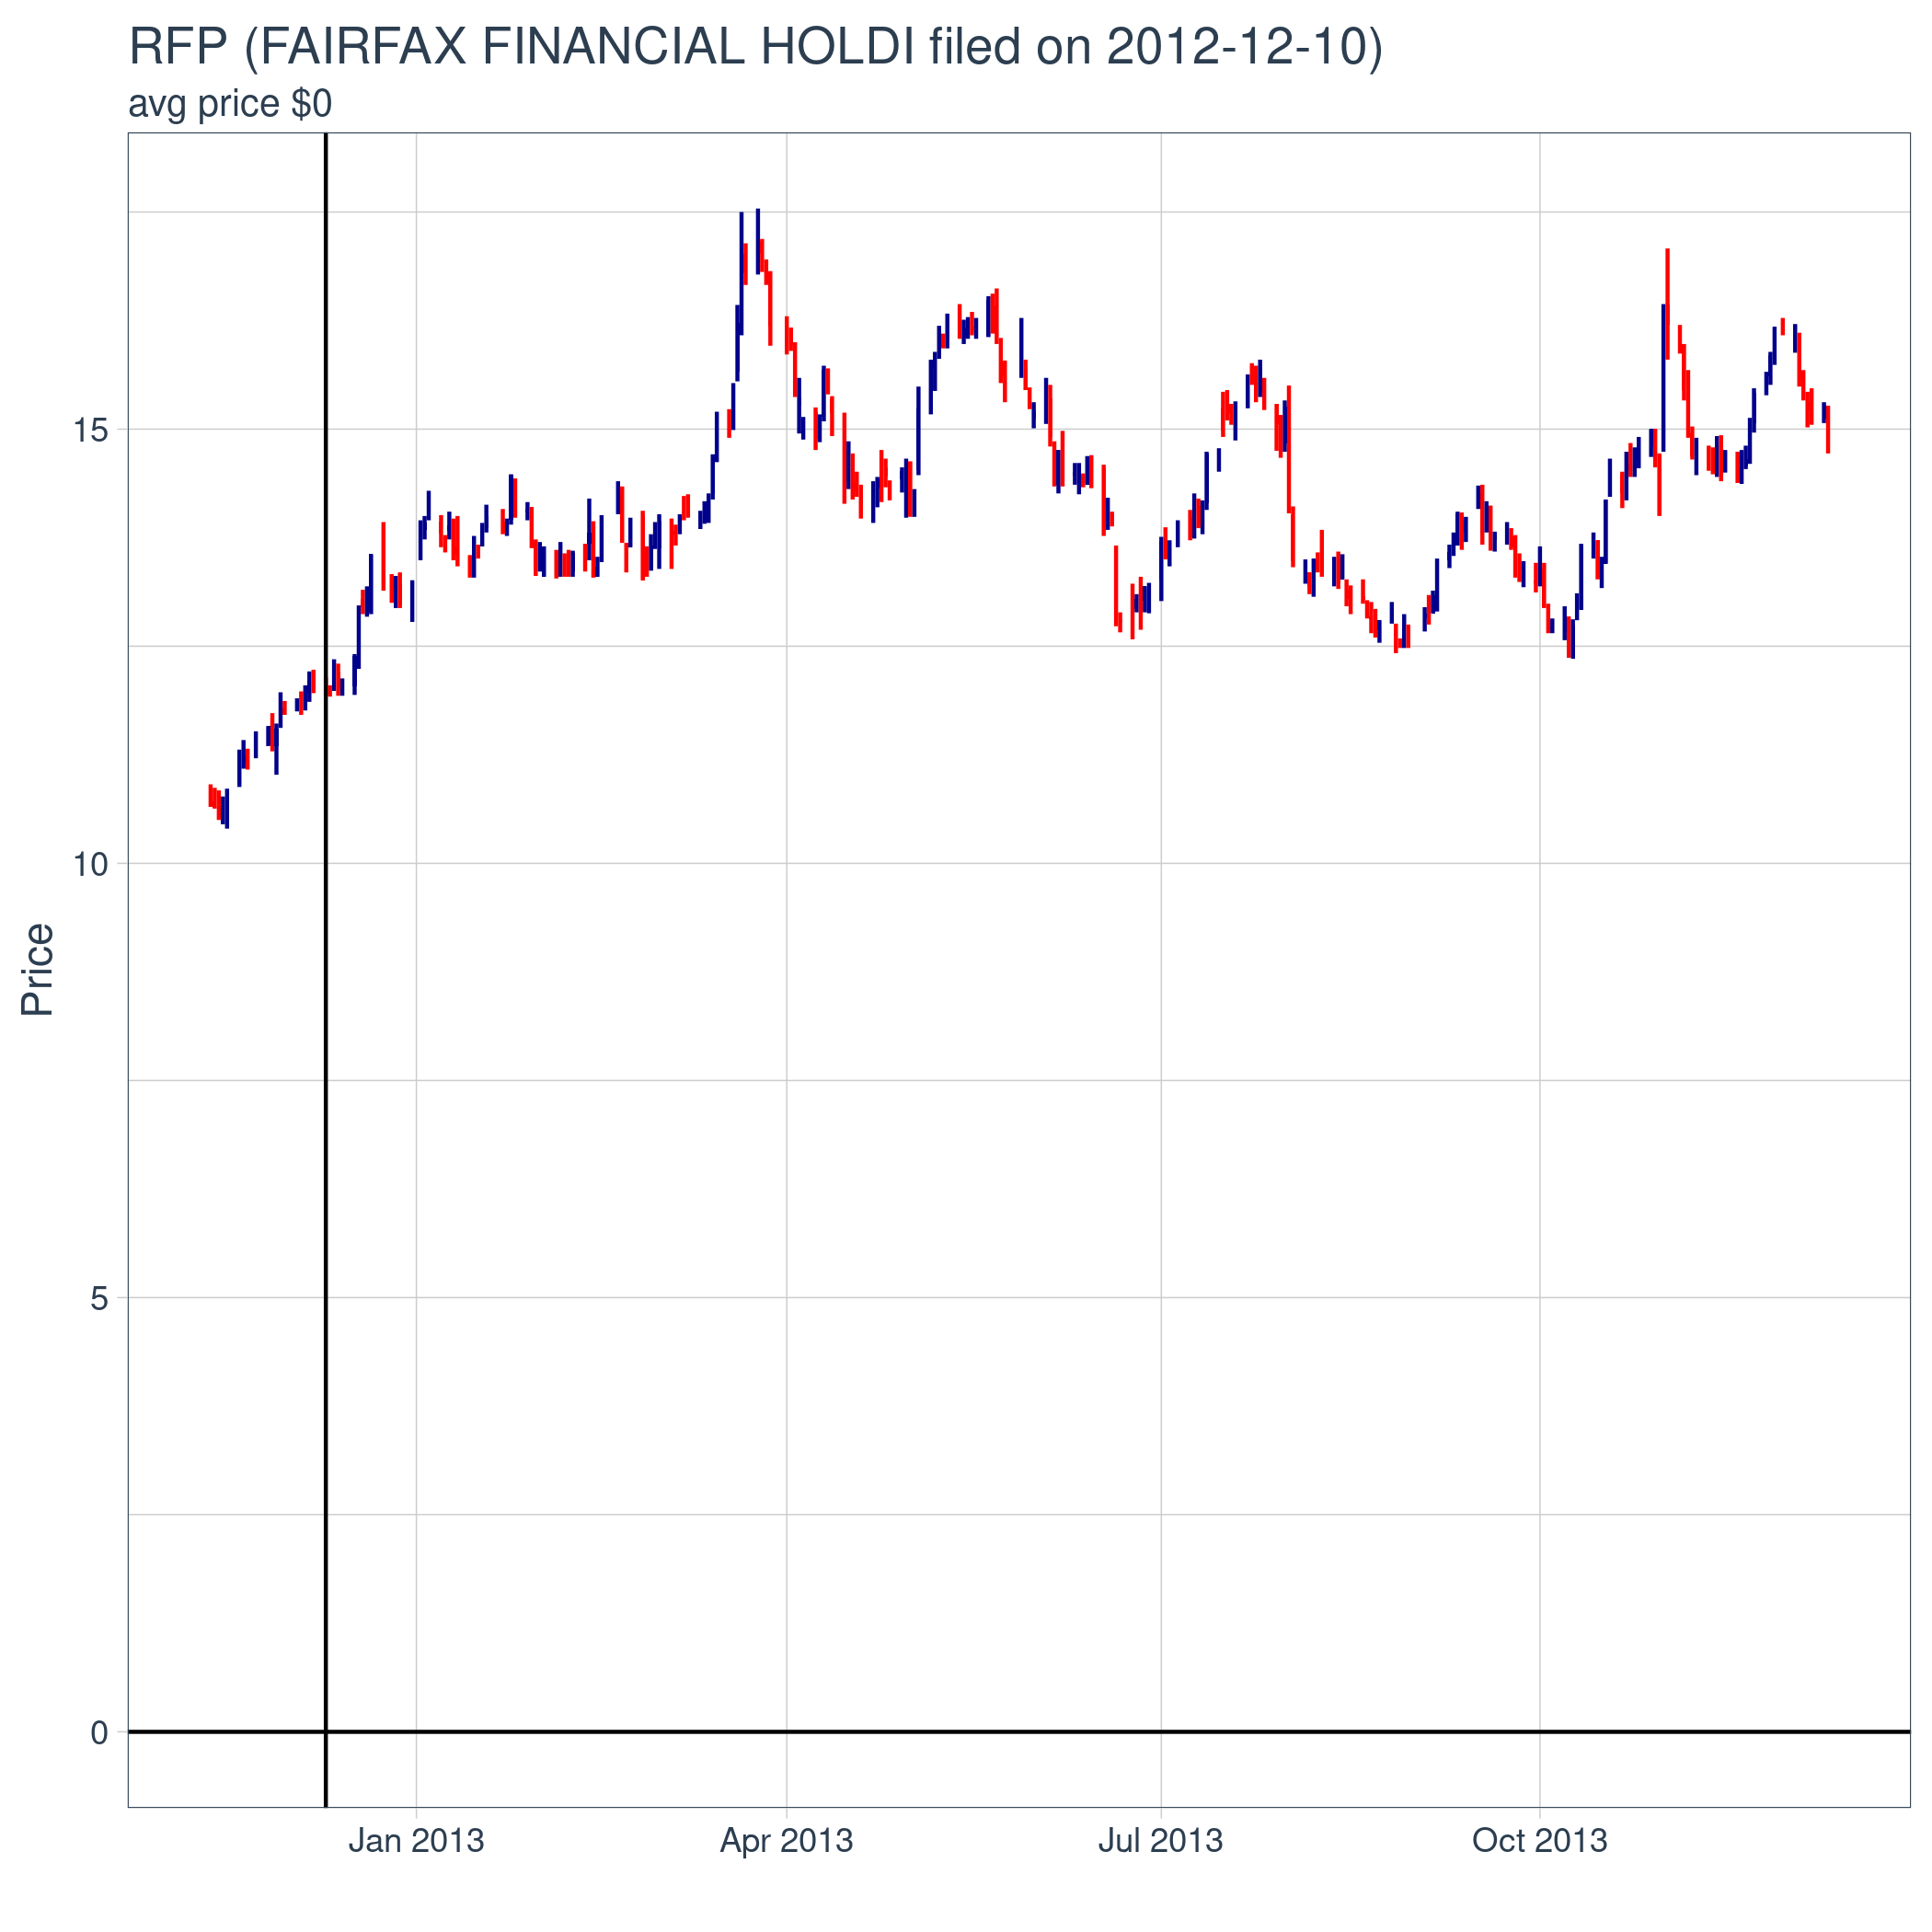 RFP (FAIRFAX FINANCIAL HOLDI filed on 2012-12-10)
avg price $0
15
10
5
0
Price
Jan 2013
Apr 2013
Jul 2013
Oct 2013